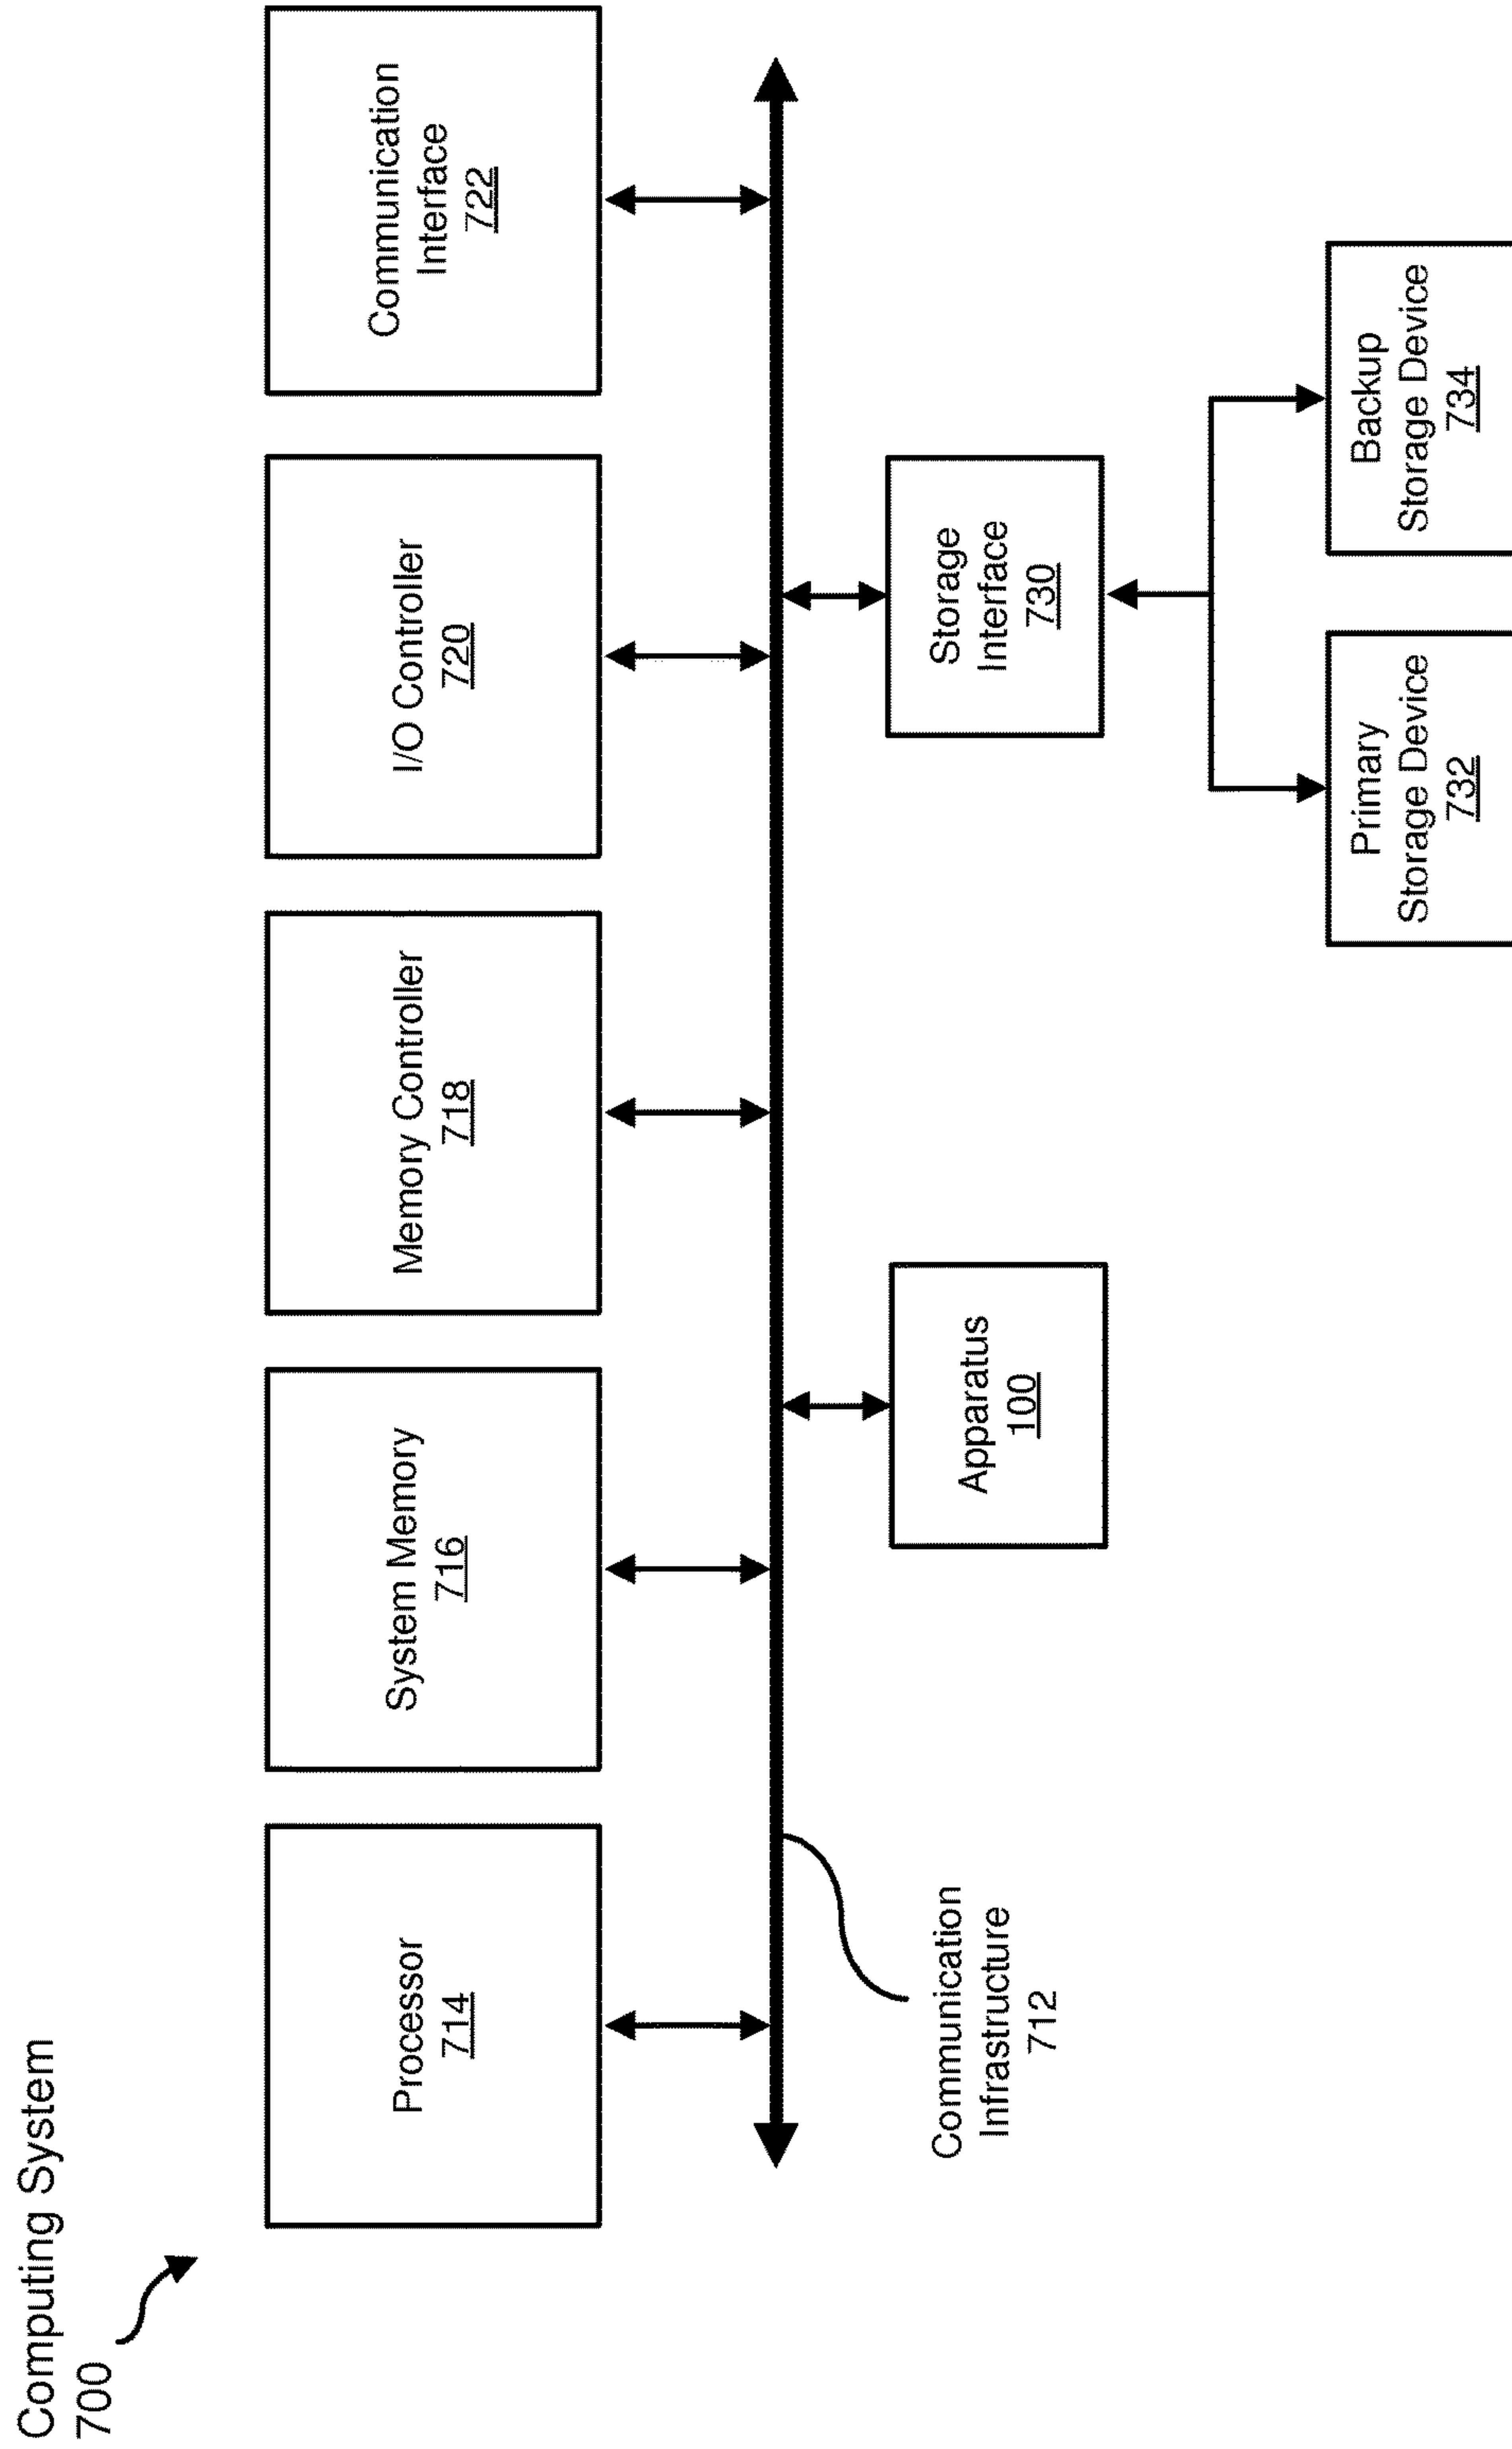 Computing System
700
Processor
714
System Memory
716
Memory Controller
718
I/O Controller
720
Communication
Interface
722
Communication
Infrastructure
712
Apparatus
100
Storage
Interface
730
Primary
Storage Device
732
Backup
Storage Device
734